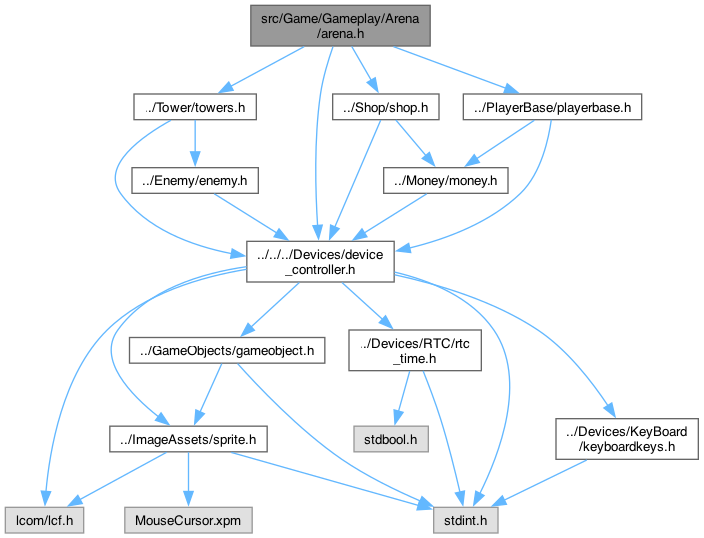 src/Game/Gameplay/Arena
/arena.h
../Tower/towers.h
../Shop/shop.h
../PlayerBase/playerbase.h
../Enemy/enemy.h
../Money/money.h
../../../Devices/device
_controller.h
../GameObjects/gameobject.h
../Devices/RTC/rtc
_time.h
../ImageAssets/sprite.h
stdbool.h
../Devices/KeyBoard
/keyboardkeys.h
lcom/lcf.h
MouseCursor.xpm
stdint.h